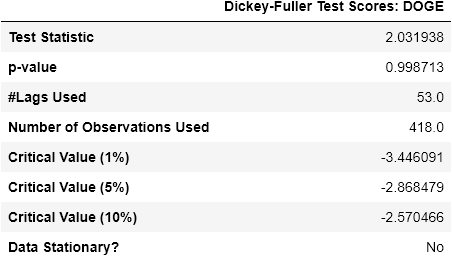 Dickey-Fuller Test Scores: DOGE
Test Statistic 2.031938
p-value 0.998713
#Lags Used 53.0
Number of Observations Used 418.0
Critical Value (1%) -3.446091
Critical Value (5%) -2.868479
Critical Value (10%) -2.570466
Data Stationary? No